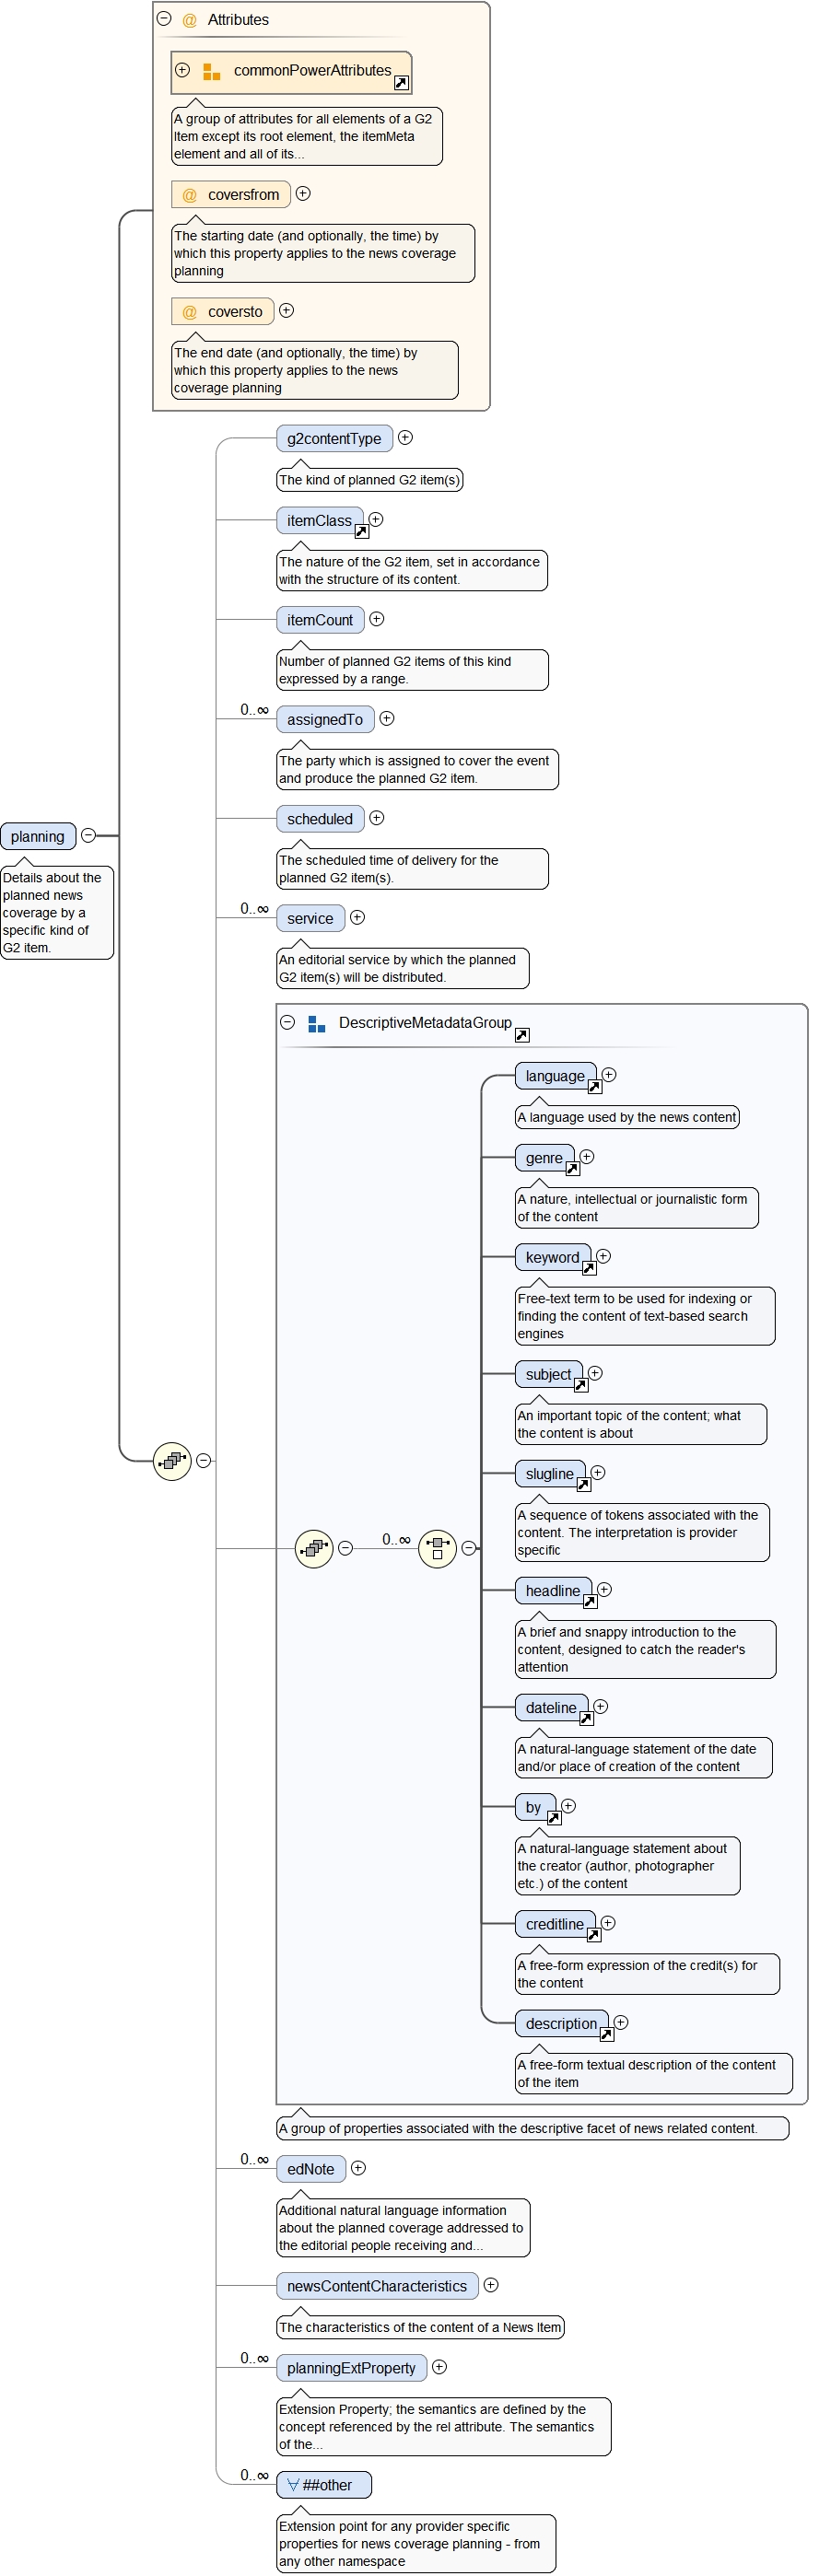 Attributes
commonPowerAttributes
A group of attributes for all elements of a G2
Item except its root element, the itemMeta
element and all of its...
@ coversfrom
The starting date (and optionally, the time) by
which this property applies to the news coverage
planning
@ coversto
The end date (and optionally, the time) by
which this property applies to the news
coverage planning
g2contentType
The kind of planned G2 item(s)
itemClass
The nature of the G2 item, set in accordance
with the structure of its content.
itemCount
Number of planned G2 items of this kind
expressed by a range.
0..∞
assignedTo
The party which is assigned to cover the event
and produce the planned G2 item.
planning
Details about the
planned news
coverage by a
specific kind of
G2 item.
scheduled
The scheduled time of delivery for the
planned G2 item(s).
0..∞
service
An editorial service by which the planned
G2 item(s) will be distributed.
DescriptiveMetadataGroup
language
A language used by the news content
genre
A nature, intellectual or journalistic form
of the content
keyword
Free-text term to be used for indexing or
finding the content of text-based search
engines
subject
An important topic of the content; what
the content is about
slugline
A sequence of tokens associated with the
content. The interpretation is provider
specific
0..∞
headline
A brief and snappy introduction to the
content, designed to catch the reader's
attention
dateline
A natural-language statement of the date
and/or place of creation of the content
by
A natural-language statement about
the creator (author, photographer
etc.) of the content
creditline
A free-form expression of the credit(s) for
the content
description
A free-form textual description of the content
of the item
A group of properties associated with the descriptive facet of news related content.
0..∞
edNote
Additional natural language information
about the planned coverage addressed to
the editorial people receiving and...
newsContentCharacteristics
The characteristics of the content of a News Item
0..∞
planningExtProperty
Extension Property; the semantics are defined by the
concept referenced by the rel attribute. The semantics
of the...
0..∞
##other
Extension point for any provider specific
properties for news coverage planning - from
any other namespace